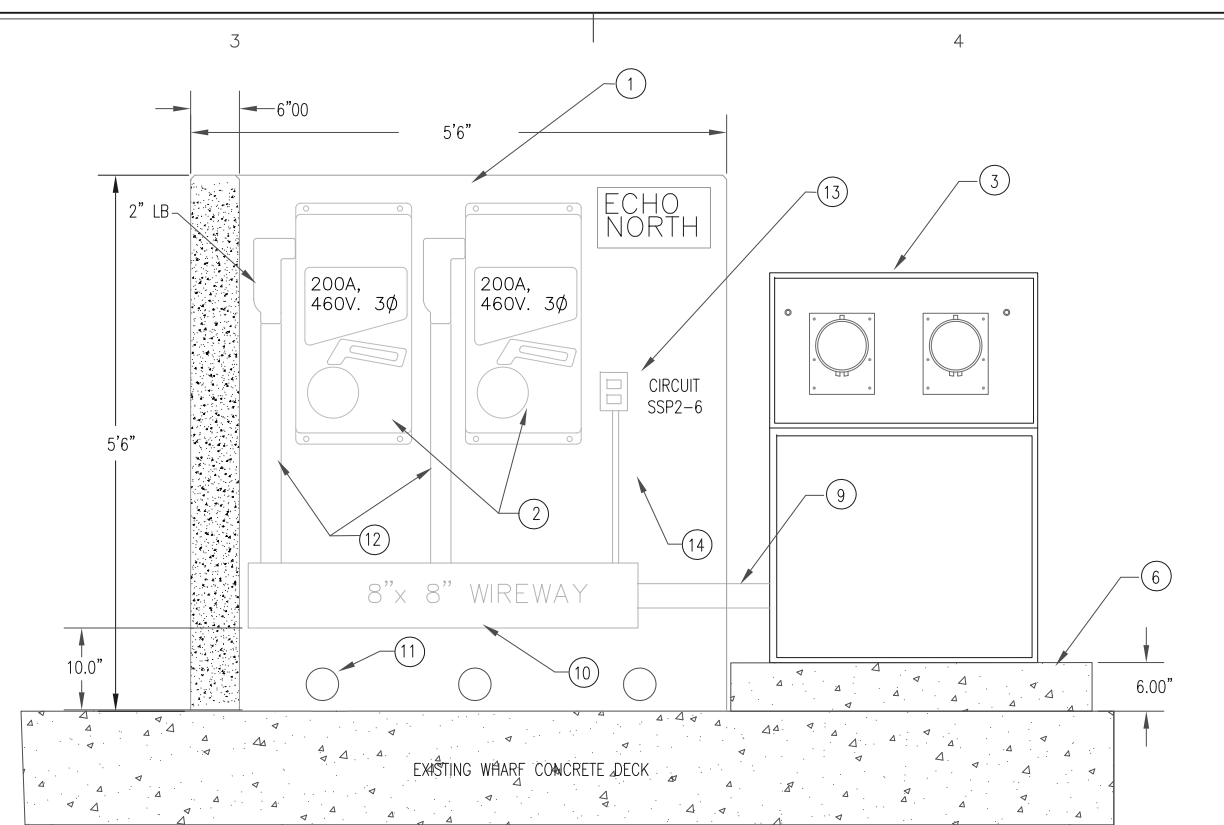 3
4
1
6"00
5'6"
3
13
2" LB
ECHO
NORTH
200A,
460V. 3Ø
200A,
460V. 3Ø
CIRCUIT
SSP2-6
5'6"
9
2
12
14
6
8"x 8" WIREWAY
11
10
10.0"
6.00"
EXISTING WHARF CONCRETE DECK